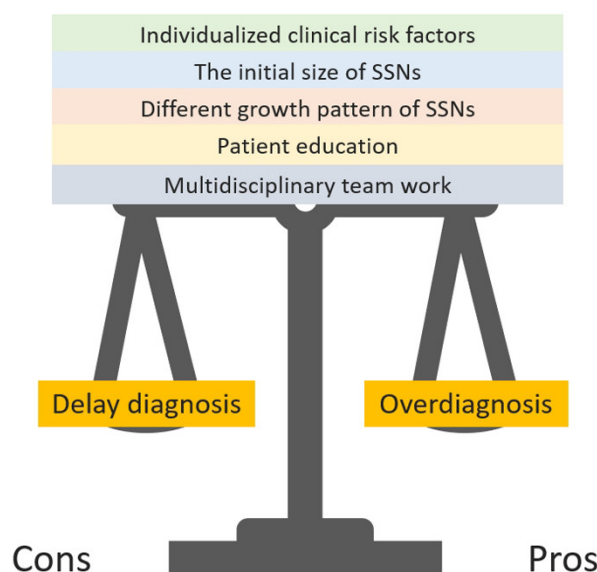 Individualized clinical risk factors
The initial size of SSNs
Different growth pattern of SSNs
Patient education
Multidisciplinary team work
Delay diagnosis
Overdiagnosis
Cons
Pros